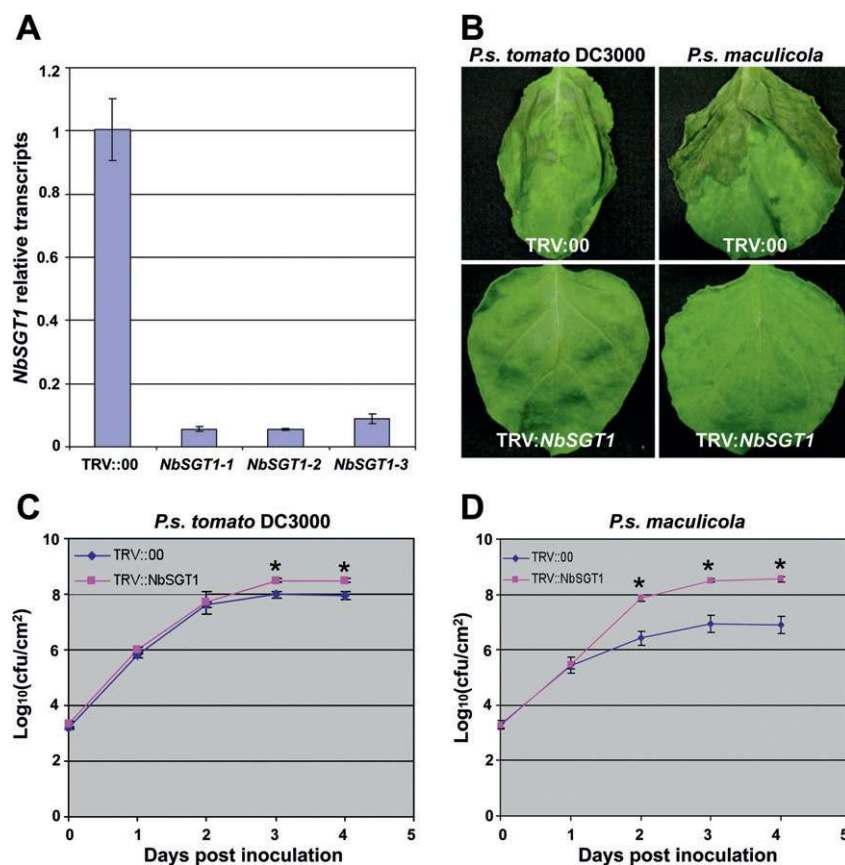 A
NbSGT1 relative transcripts
1.2
1
0.8
0.6
0.4
0.2
0
TRV::00 NbSGT1-1 NbSGT1-2 NbSGT1-3
B
P.s. tomato DC3000 P.s. maculicola
TRV:00 TRV:00
TRV:NbSGT1 TRV:NbSGT1
C
P.s. tomato DC3000
TRV::00
TRV::NbSGT1
* *
Log10(cfu/cm2)
10
8
6
4
2
0
0 1 2 3 4 5
Days post inoculation
D
P.s. maculicola
TRV::00
TRV::NbSGT1
* * *
Log10(cfu/cm2)
10
8
6
4
2
0
0 1 2 3 4 5
Days post inoculation